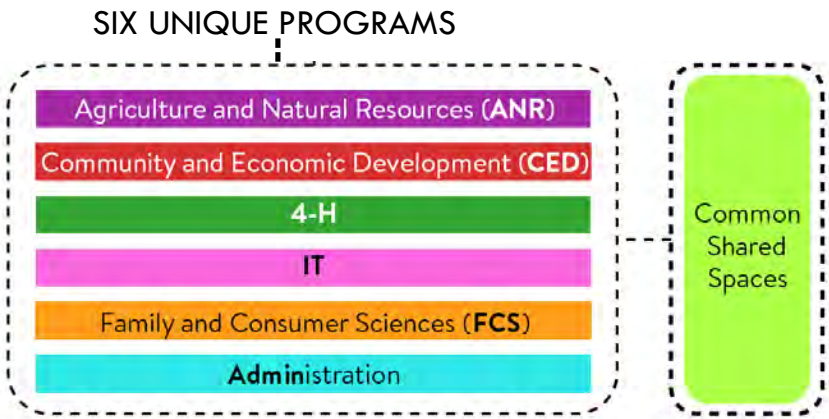 SIX UNIQUE PROGRAMS
Agriculture and Natural Resources (ANR)
Community and Economic Development (CED)
4-H
IT
Family and Consumer Sciences (FCS)
Administration
Common
Shared
Spaces